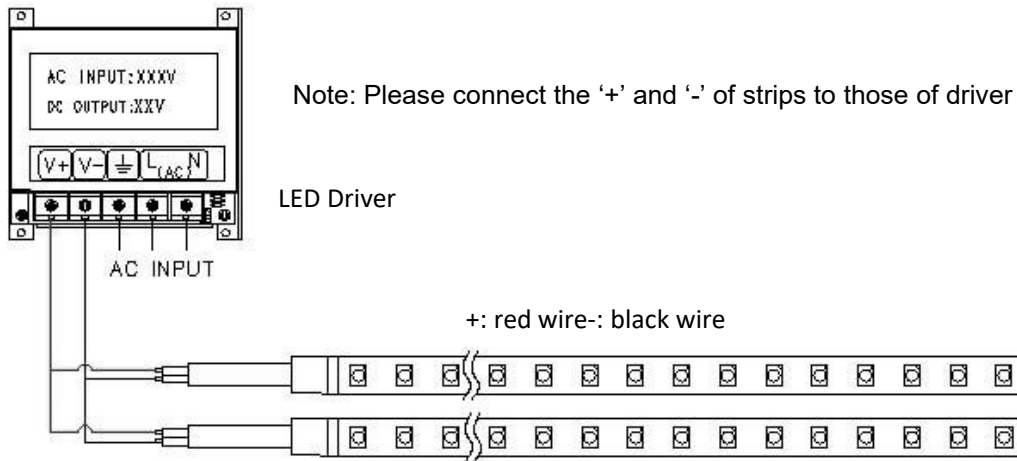 AC INPUT:XXXV
DC OUTPUT:XXV
Note: Please connect the ‘+’ and ‘-’ of strips to those of driver
V+ V- L(AC)N
LED Driver
AC INPUT
+: red wire-: black wire